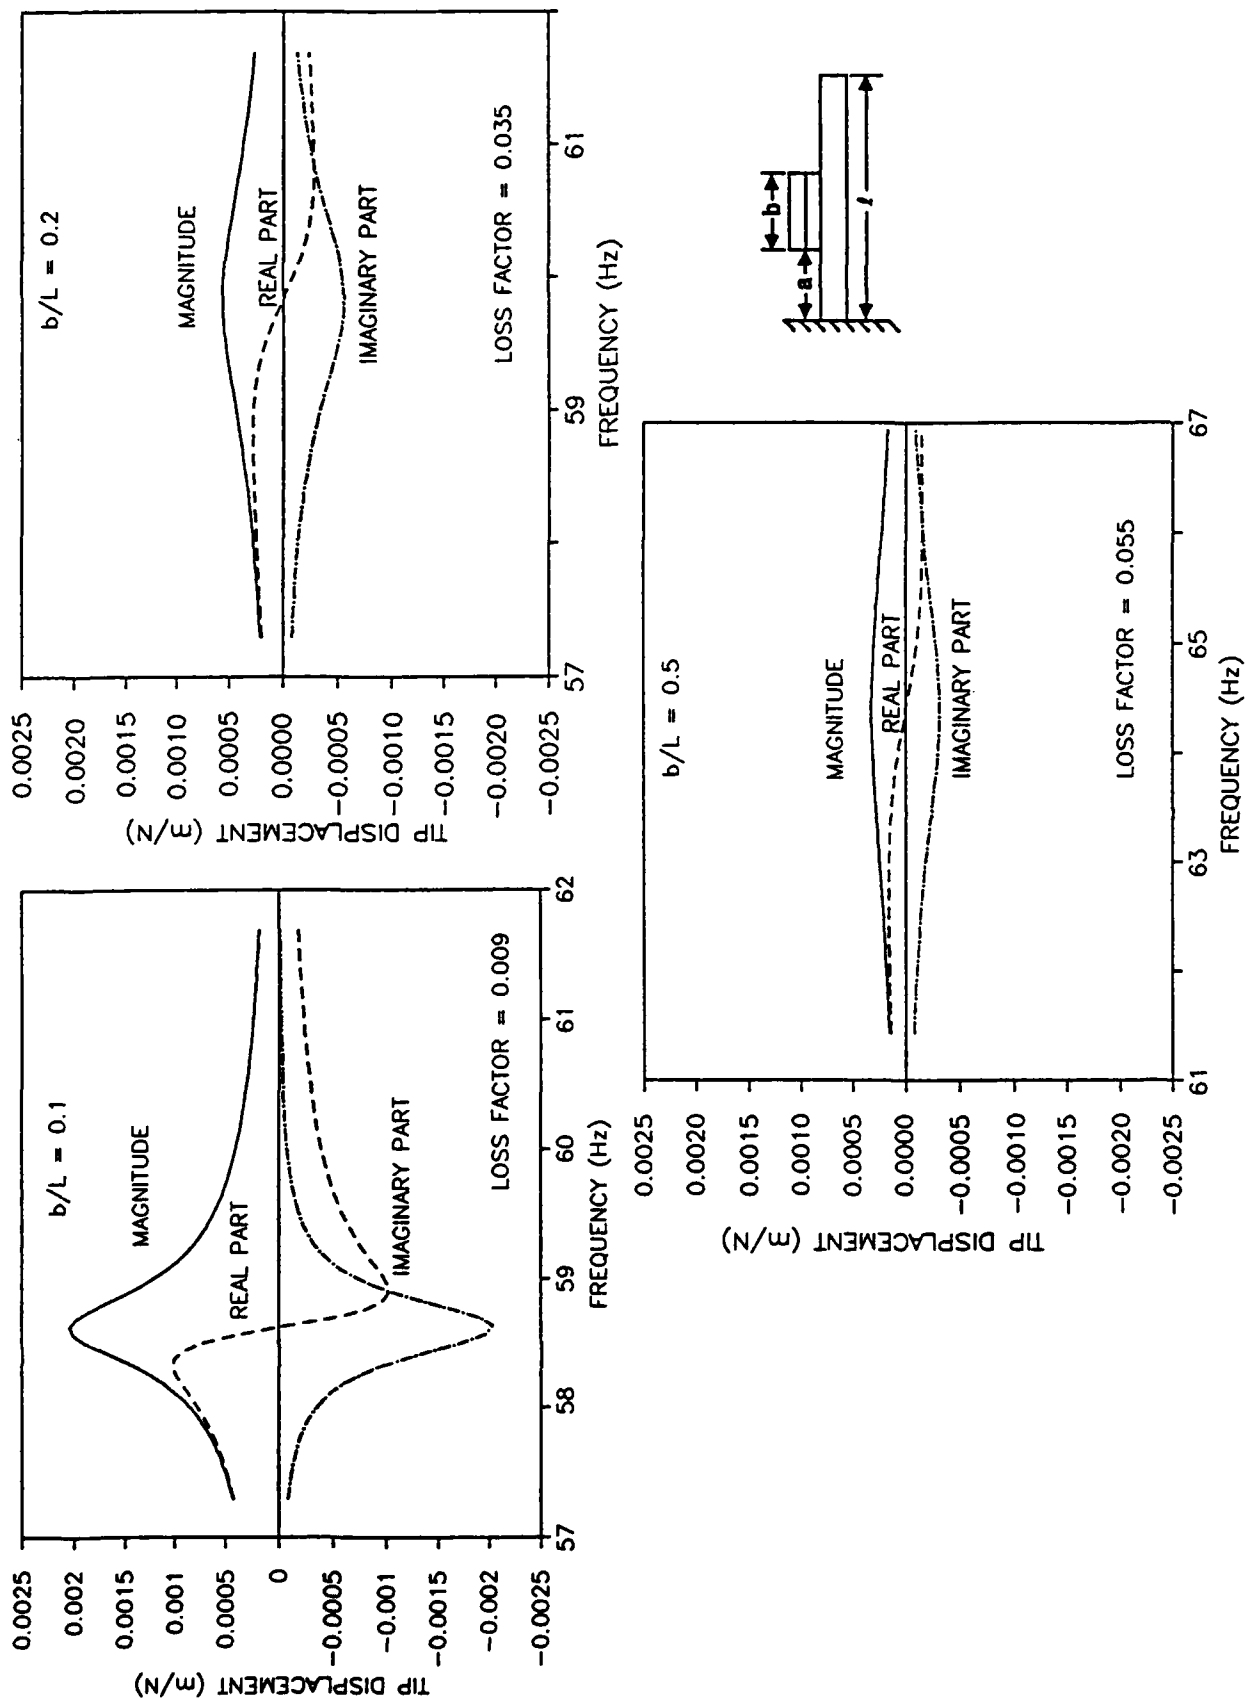 b/L = 0.1
0.0025
0.002
0.0015
0.001
0.0005
0
-0.0005
-0.001
-0.0015
-0.002
-0.0025
TIP DISPLACEMENT (m/N)
MAGNITUDE
REAL PART
IMAGINARY PART
LOSS FACTOR = 0.009
57
58
59
60
61
62
FREQUENCY (Hz)
b/L = 0.2
0.0025
0.0020
0.0015
0.0010
0.0005
0.0000
-0.0005
-0.0010
-0.0015
-0.0020
-0.0025
TIP DISPLACEMENT (m/N)
MAGNITUDE
REAL PART
IMAGINARY PART
LOSS FACTOR = 0.035
57
59
61
FREQUENCY (Hz)
b/L = 0.5
0.0025
0.0020
0.0015
0.0010
0.0005
0.0000
-0.0005
-0.0010
-0.0015
-0.0020
-0.0025
TIP DISPLACEMENT (m/N)
MAGNITUDE
REAL PART
IMAGINARY PART
LOSS FACTOR = 0.055
61
63
65
67
FREQUENCY (Hz)
a
b
ℓ